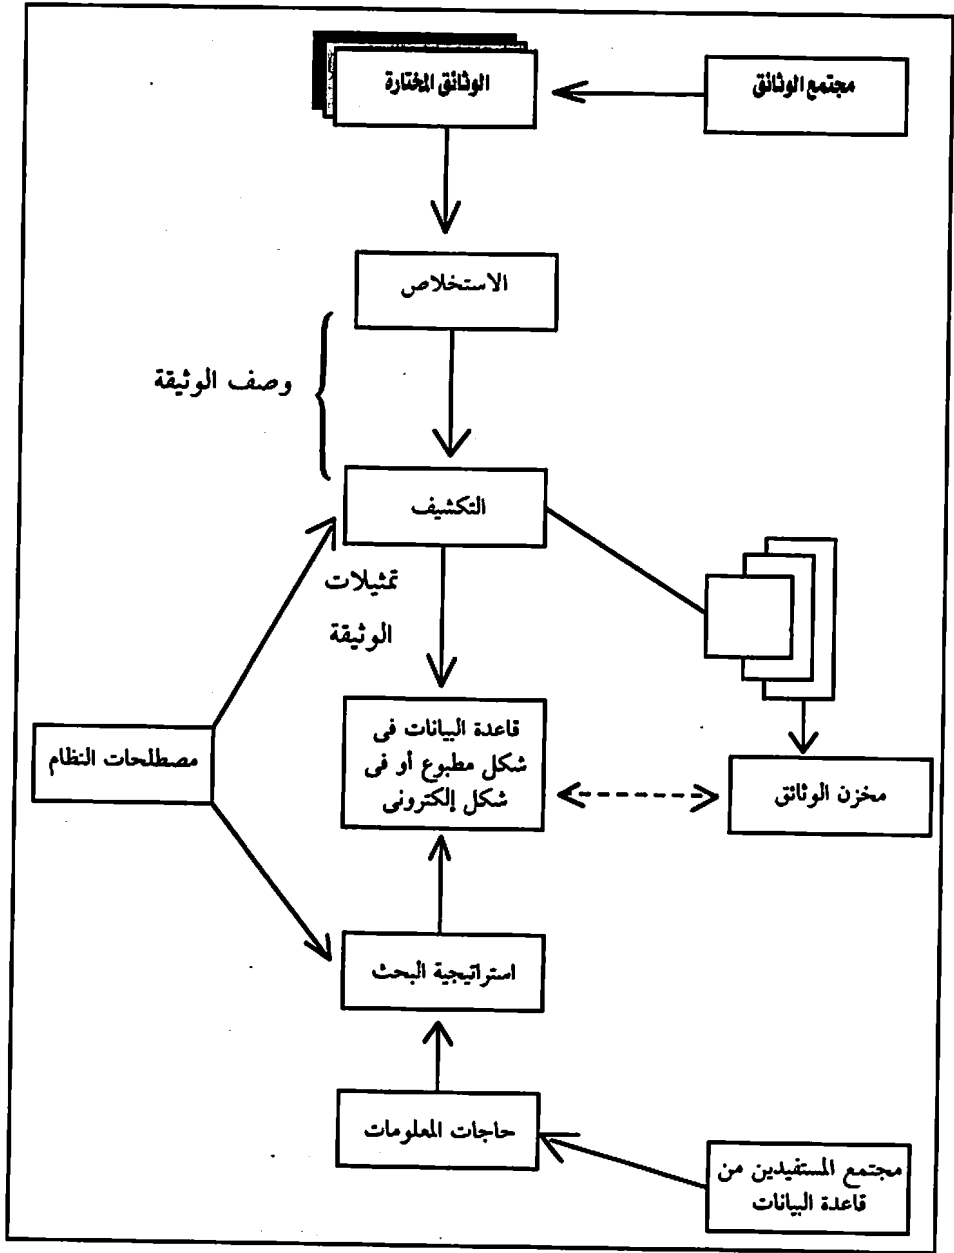 مجتمع الوثائق
الوثائق المختارة
الاستخلاص
وصف الوثيقة
التكشيف
تمثيلات
الوثيقة
قاعدة البيانات فى
شكل مطبوع أو فى
شكل إلكترونى
مصطلحات النظام
مخزن الوثائق
استراتيجية البحث
حاجات المعلومات
مجتمع المستفيدين من
قاعدة البيانات